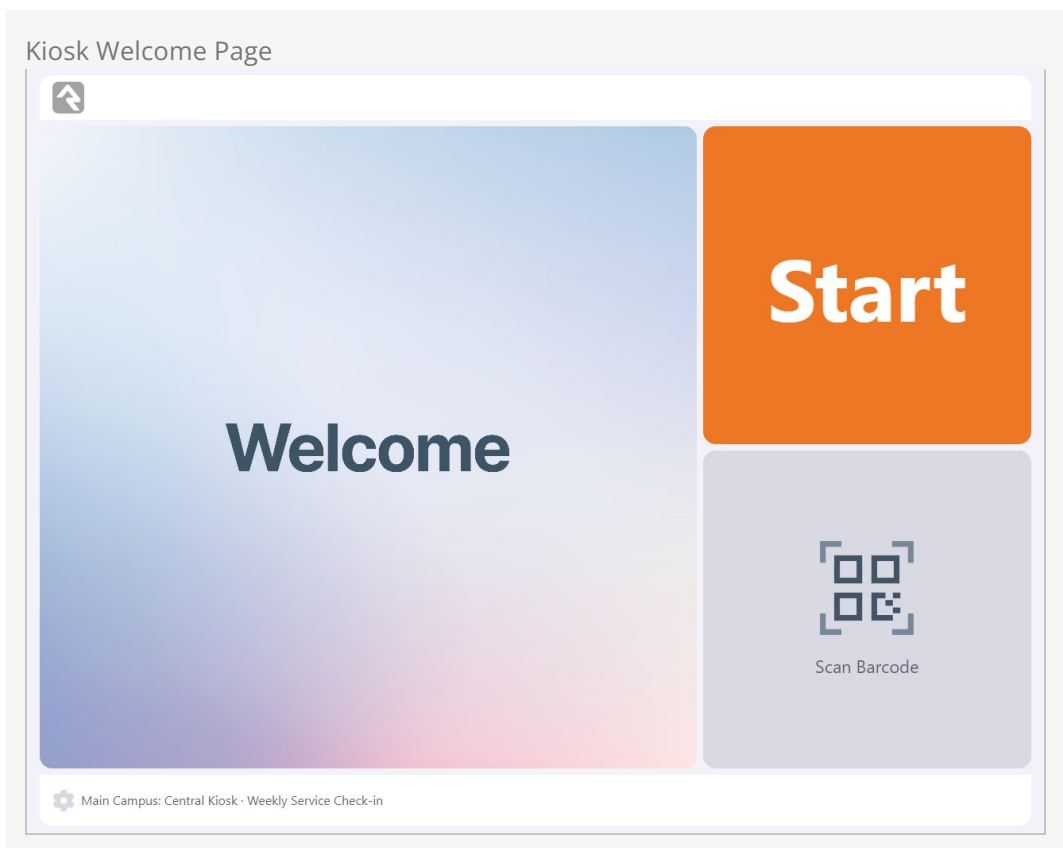 Kiosk Welcome Page
Welcome
Start
Scan Barcode
Main Campus: Central Kiosk · Weekly Service Check-in